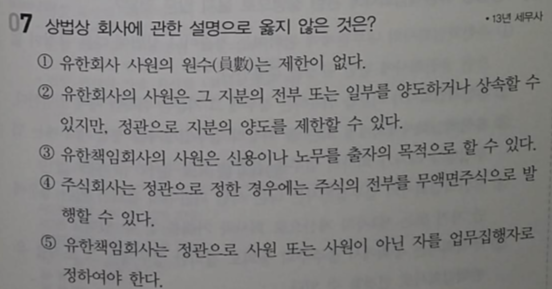 07 상법상 회사에 관한 설명으로 옳지 않은 것은? •13년 세무사
① 유한회사 사원의 원수(員數)는 제한이 없다.
② 유한회사의 사원은 그 지분의 전부 또는 일부를 양도하거나 상속할 수
있지만, 정관으로 지분의 양도를 제한할 수 있다.
③ 유한책임회사의 사원은 신용이나 노무를 출자의 목적으로 할 수 있다.
④ 주식회사는 정관으로 정한 경우에는 주식의 전부를 무액면주식으로 발
행할 수 있다.
⑤ 유한책임회사는 정관으로 사원 또는 사원이 아닌 자를 업무집행자로
정하여야 한다.